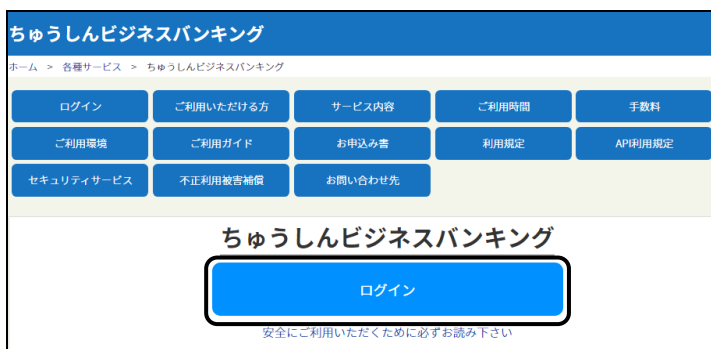 ちゅうしんビジネスバンキング
ホーム > 各種サービス > ちゅうしんビジネスバンキング
ログイン ご利用いただける方 サービス内容 ご利用時間 手数料
ご利用環境 ご利用ガイド お申込み書 利用規定 API利用規定
セキュリティサービス 不正利用被害補償 お問い合わせ先
ちゅうしんビジネスバンキング
ログイン
安全にご利用いただくために必ずお読み下さい